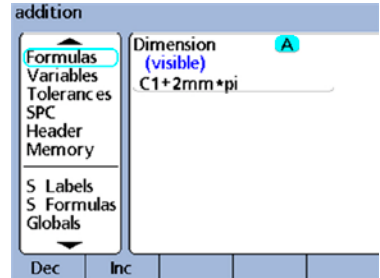 addition
Formulas
Variables
Tolerances
SPC
Header
Memory
S Labels
S Formulas
Globals
Dimension A
(visible)
C1+2mm*pi
Dec Inc